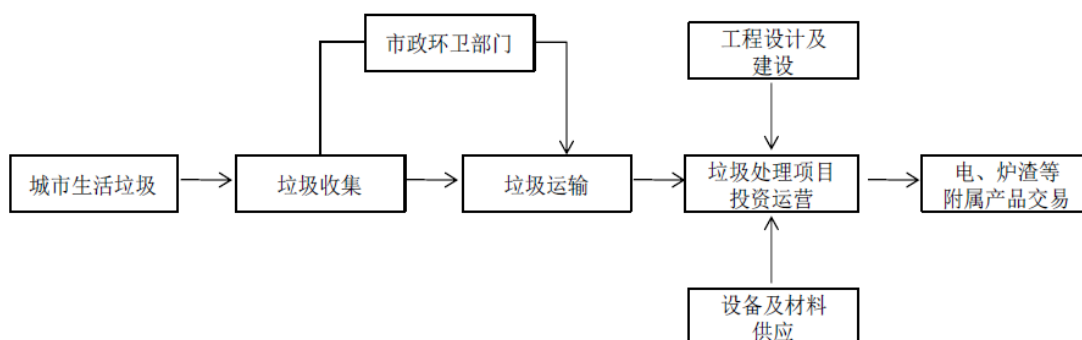 市政环卫部门
工程设计及
建设
城市生活垃圾
垃圾收集
垃圾运输
垃圾处理项目
投资运营
电、炉渣等
附属产品交易
设备及材料
供应